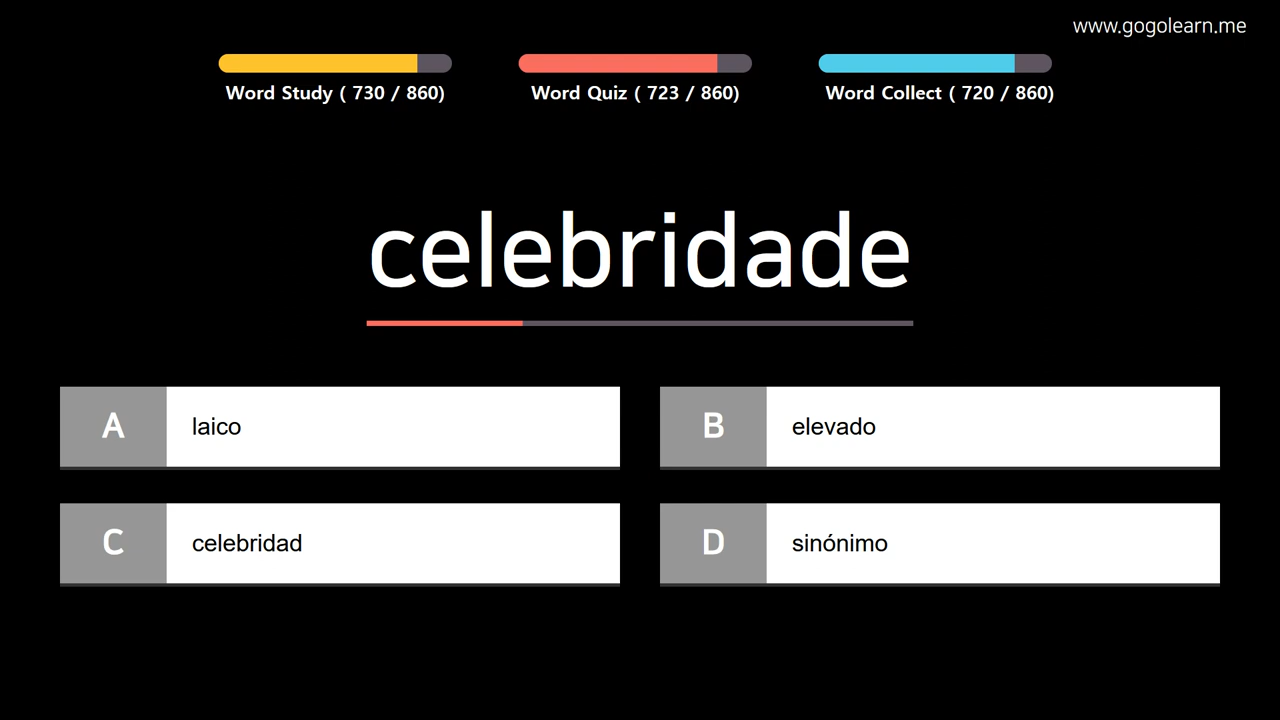 www.gogolearn.me
Word Study ( 730 / 860)
Word Quiz ( 723 / 860)
Word Collect ( 720 / 860)
celebridade
A laico
B elevado
C celebridad
D sinónimo